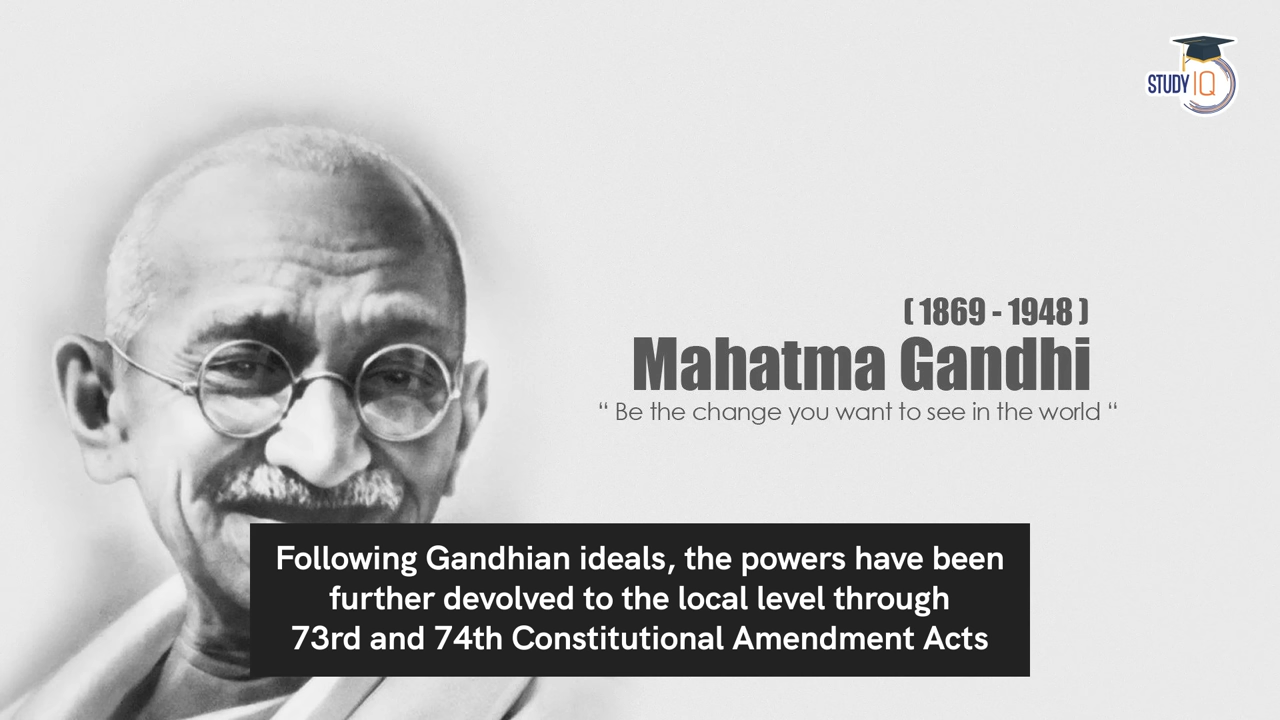 STUDY IQ
( 1869 - 1948 )
Mahatma Gandhi
“ Be the change you want to see in the world “
Following Gandhian ideals, the powers have been
further devolved to the local level through
73rd and 74th Constitutional Amendment Acts